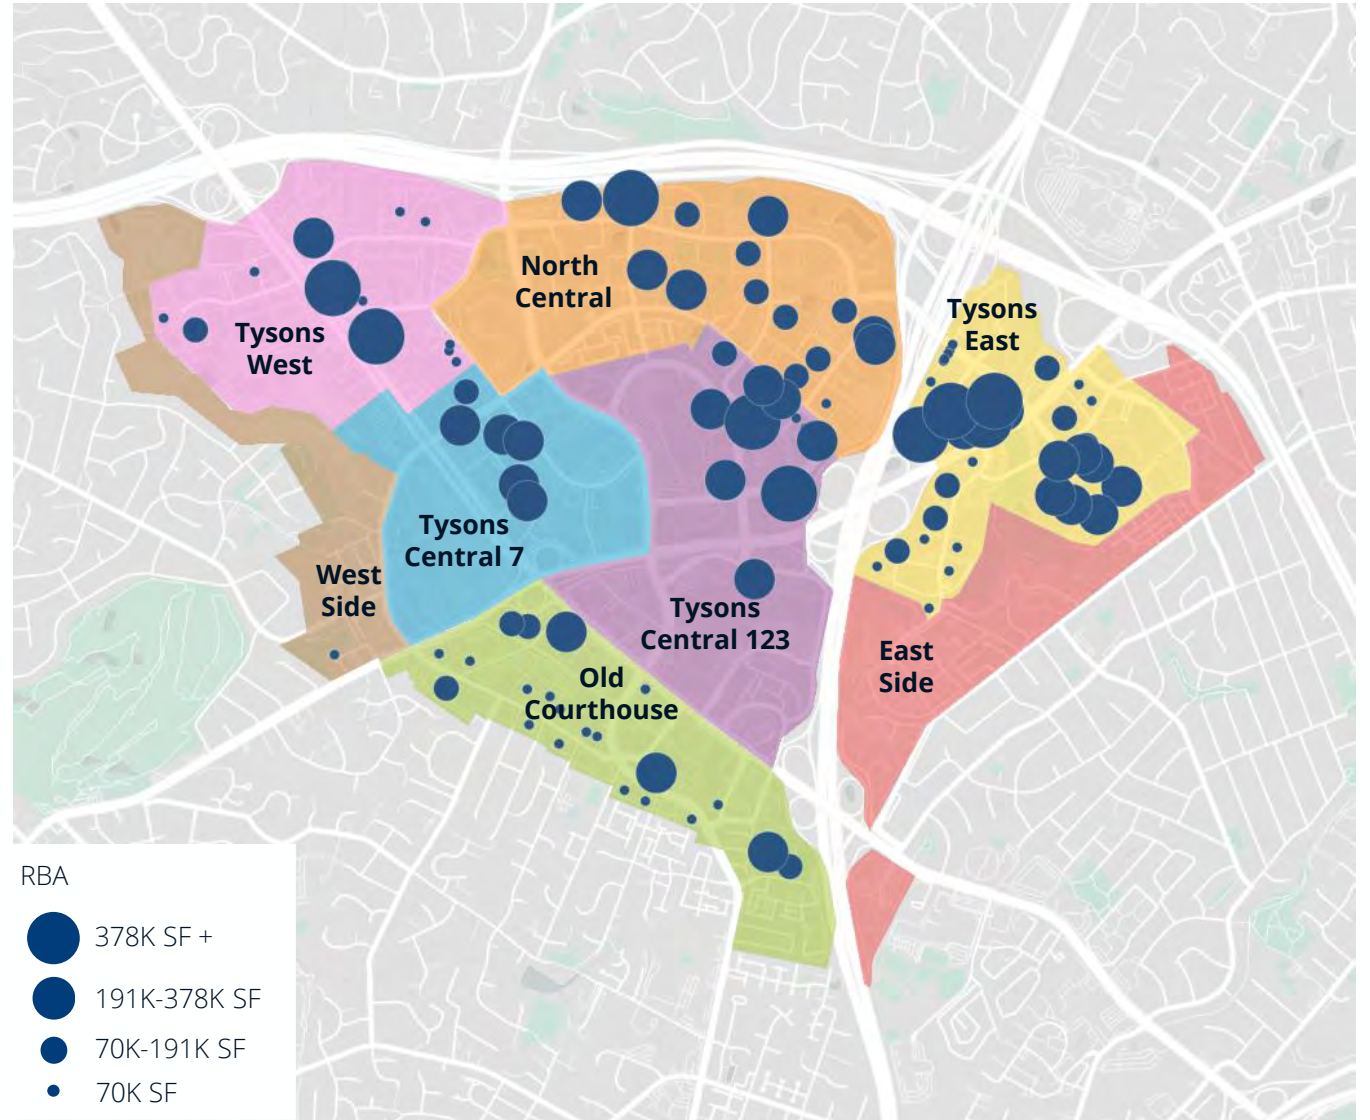 North
Central
Tysons
East
Tysons
West
Tysons
Central 7
West
Side
Tysons
Central 123
East
Side
Old
Courthouse
RBA
378K SF +
191K-378K SF
70K-191K SF
70K SF